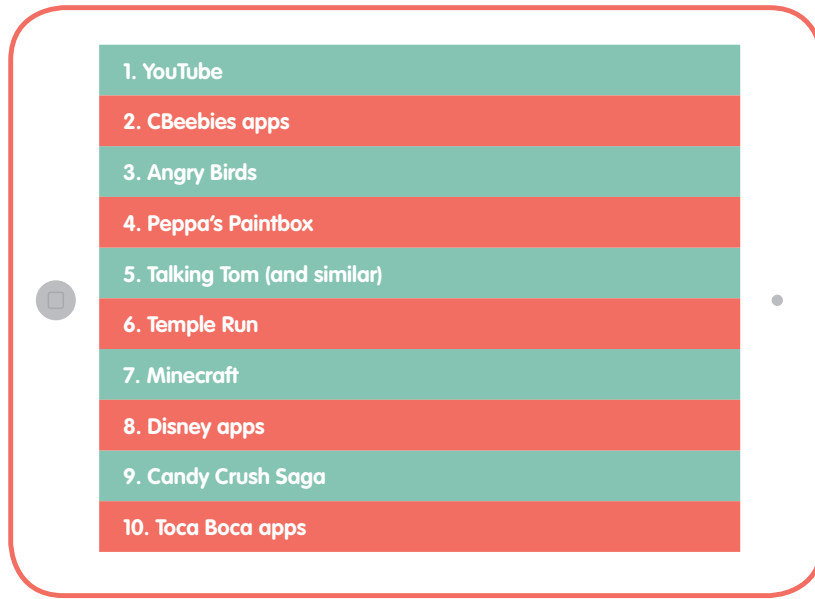 1. YouTube
2. CBeebies apps
3. Angry Birds
4. Peppa's Paintbox
5. Talking Tom (and similar)
6. Temple Run
7. Minecraft
8. Disney apps
9. Candy Crush Saga
10. Toca Boca apps